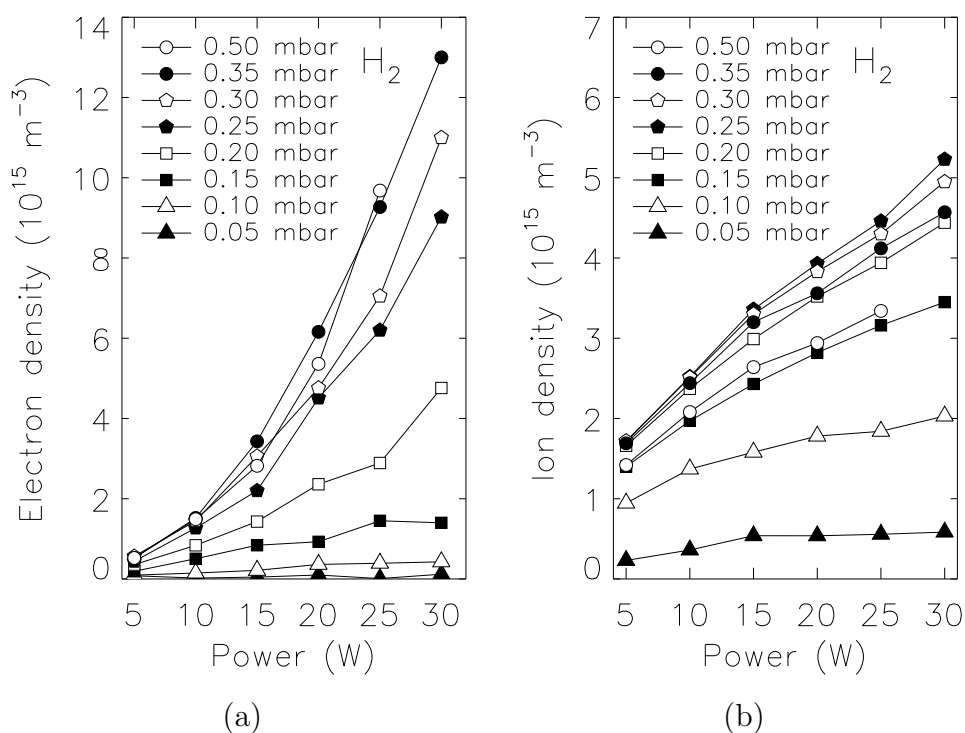 14
12
10
8
6
4
2
0
Electron density (10¹⁵ m⁻³)
0.50 mbar
0.35 mbar
0.30 mbar
0.25 mbar
0.20 mbar
0.15 mbar
0.10 mbar
0.05 mbar
H₂
5 10 15 20 25 30
Power (W)
(a)
7
6
5
4
3
2
1
0
Ion density (10¹⁵ m⁻³)
0.50 mbar
0.35 mbar
0.30 mbar
0.25 mbar
0.20 mbar
0.15 mbar
0.10 mbar
0.05 mbar
H₂
5 10 15 20 25 30
Power (W)
(b)